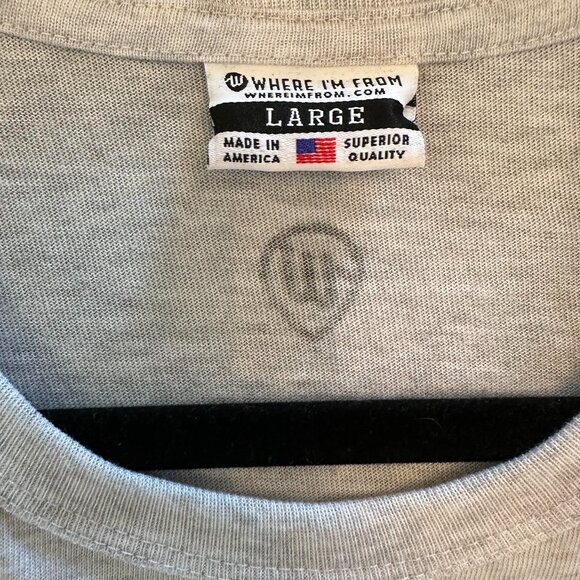 WHERE I'M FROM
WHEREIMFROM.COM
LARGE
MADE IN AMERICA
SUPERIOR QUALITY